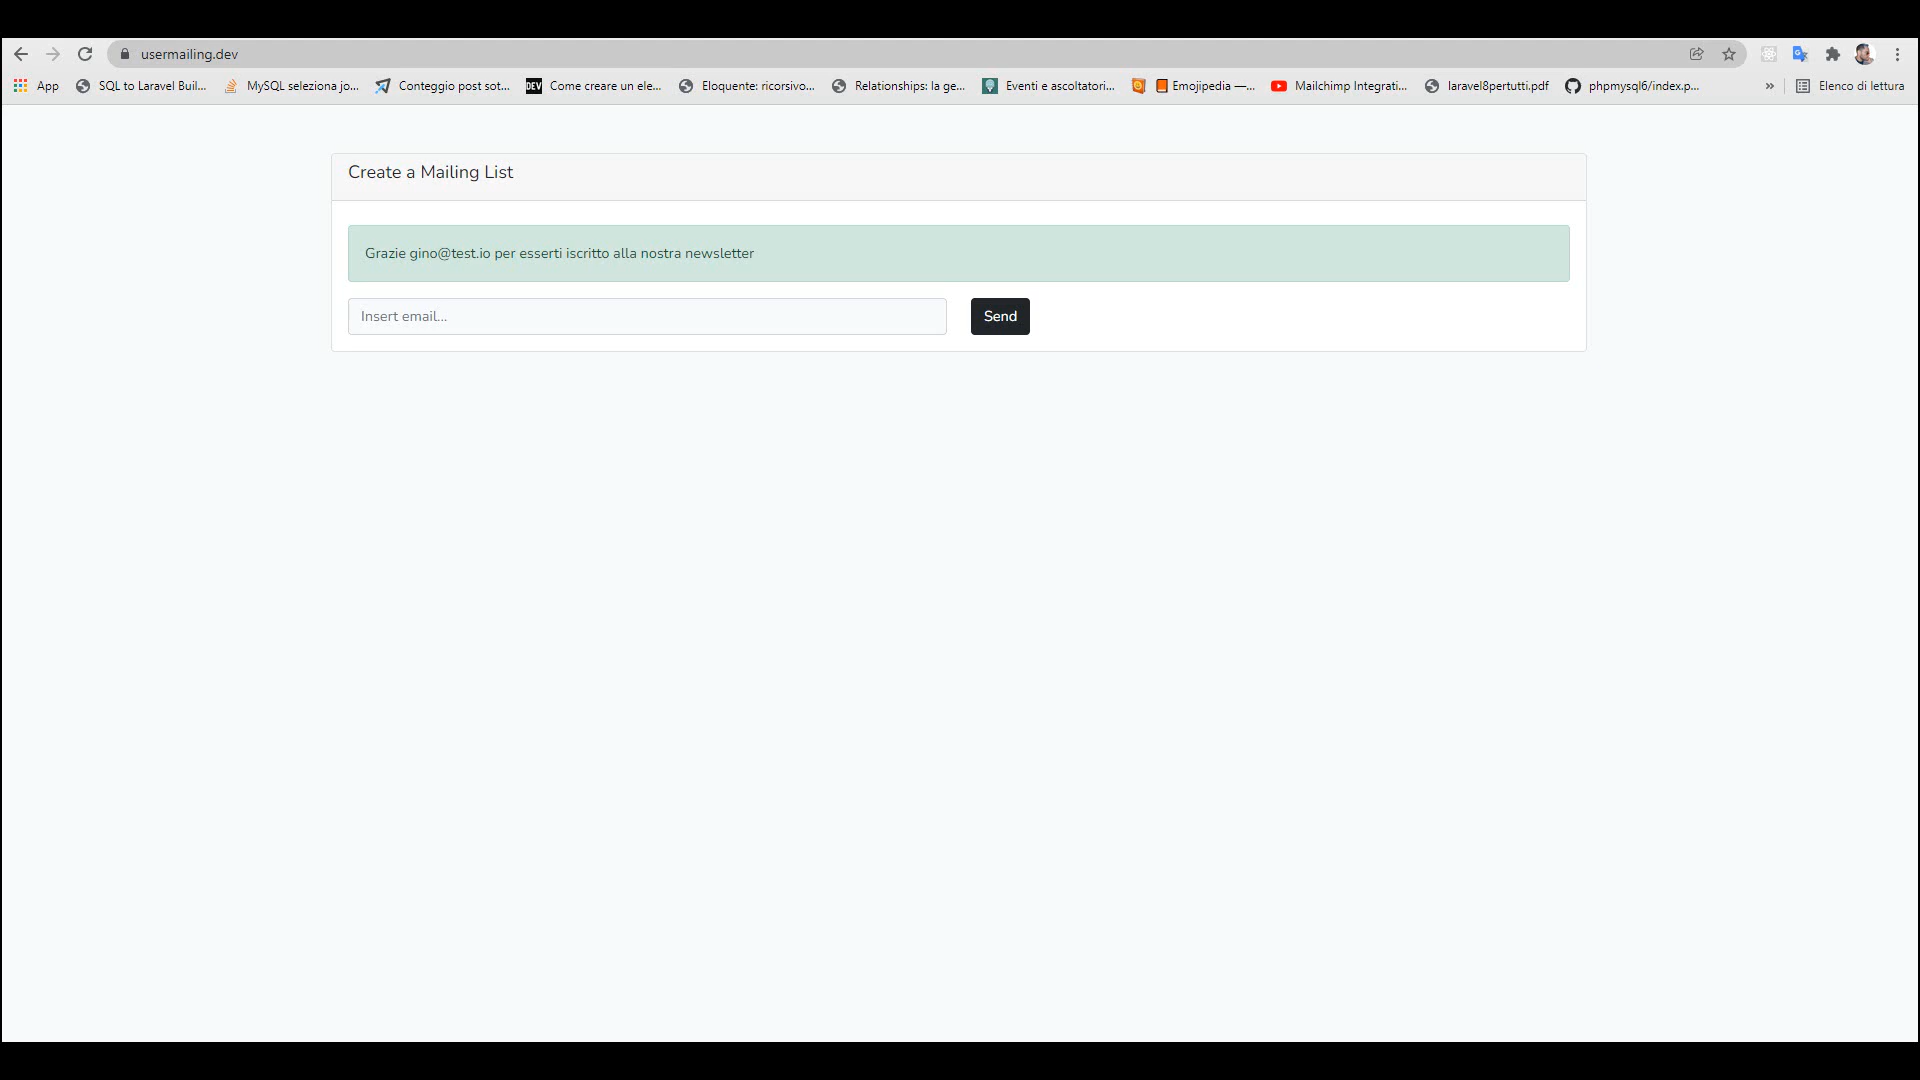 usermailing.dev
App
SQL to Laravel Buil...
MySQL seleziona jo...
Conteggio post sot...
DEV
Come creare un ele...
Eloquente: ricorsivo...
Relationships: la ge...
Eventi e ascoltatori...
Emojipedia —...
Mailchimp Integrati...
laravel8pertutti.pdf
phpmysql6/index.p...
»
Elenco di lettura
Create a Mailing List
Grazie gino@test.io per esserti iscritto alla nostra newsletter
Insert email...
Send